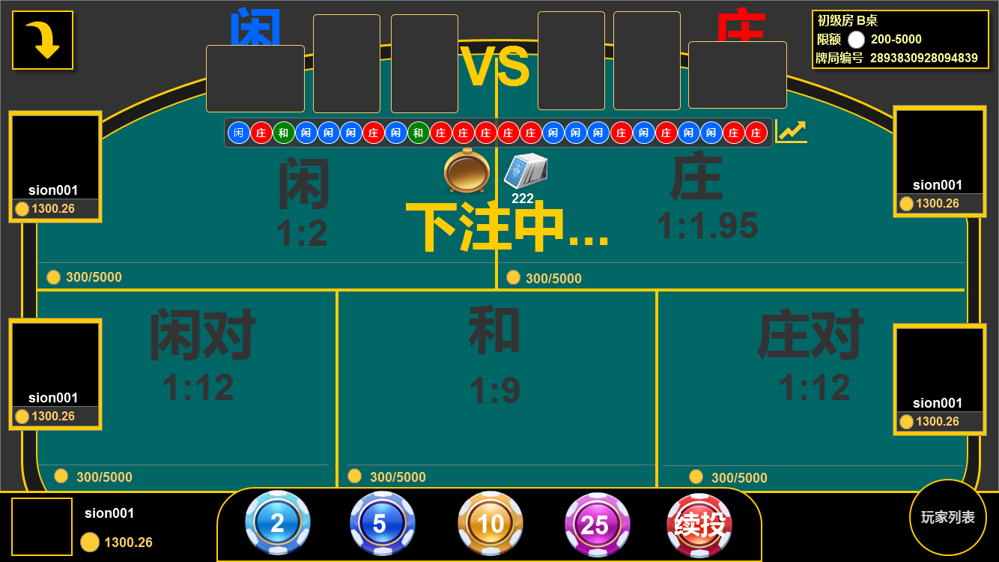 闲
庄
VS
初级房 B桌
限额 200-5000
牌局编号 2893830928094839
闲 庄 和 闲 闲 闲 庄 闲 和 庄 庄 庄 庄 庄 闲 闲 闲 庄 闲 庄 闲 闲 庄 庄
sion001
1300.26
sion001
1300.26
闲
1:2
222
下注中...
庄
1:1.95
300/5000
300/5000
闲对
1:12
和
1:9
庄对
1:12
sion001
1300.26
sion001
1300.26
300/5000
300/5000
300/5000
sion001
1300.26
2
5
10
25
续投
玩家列表